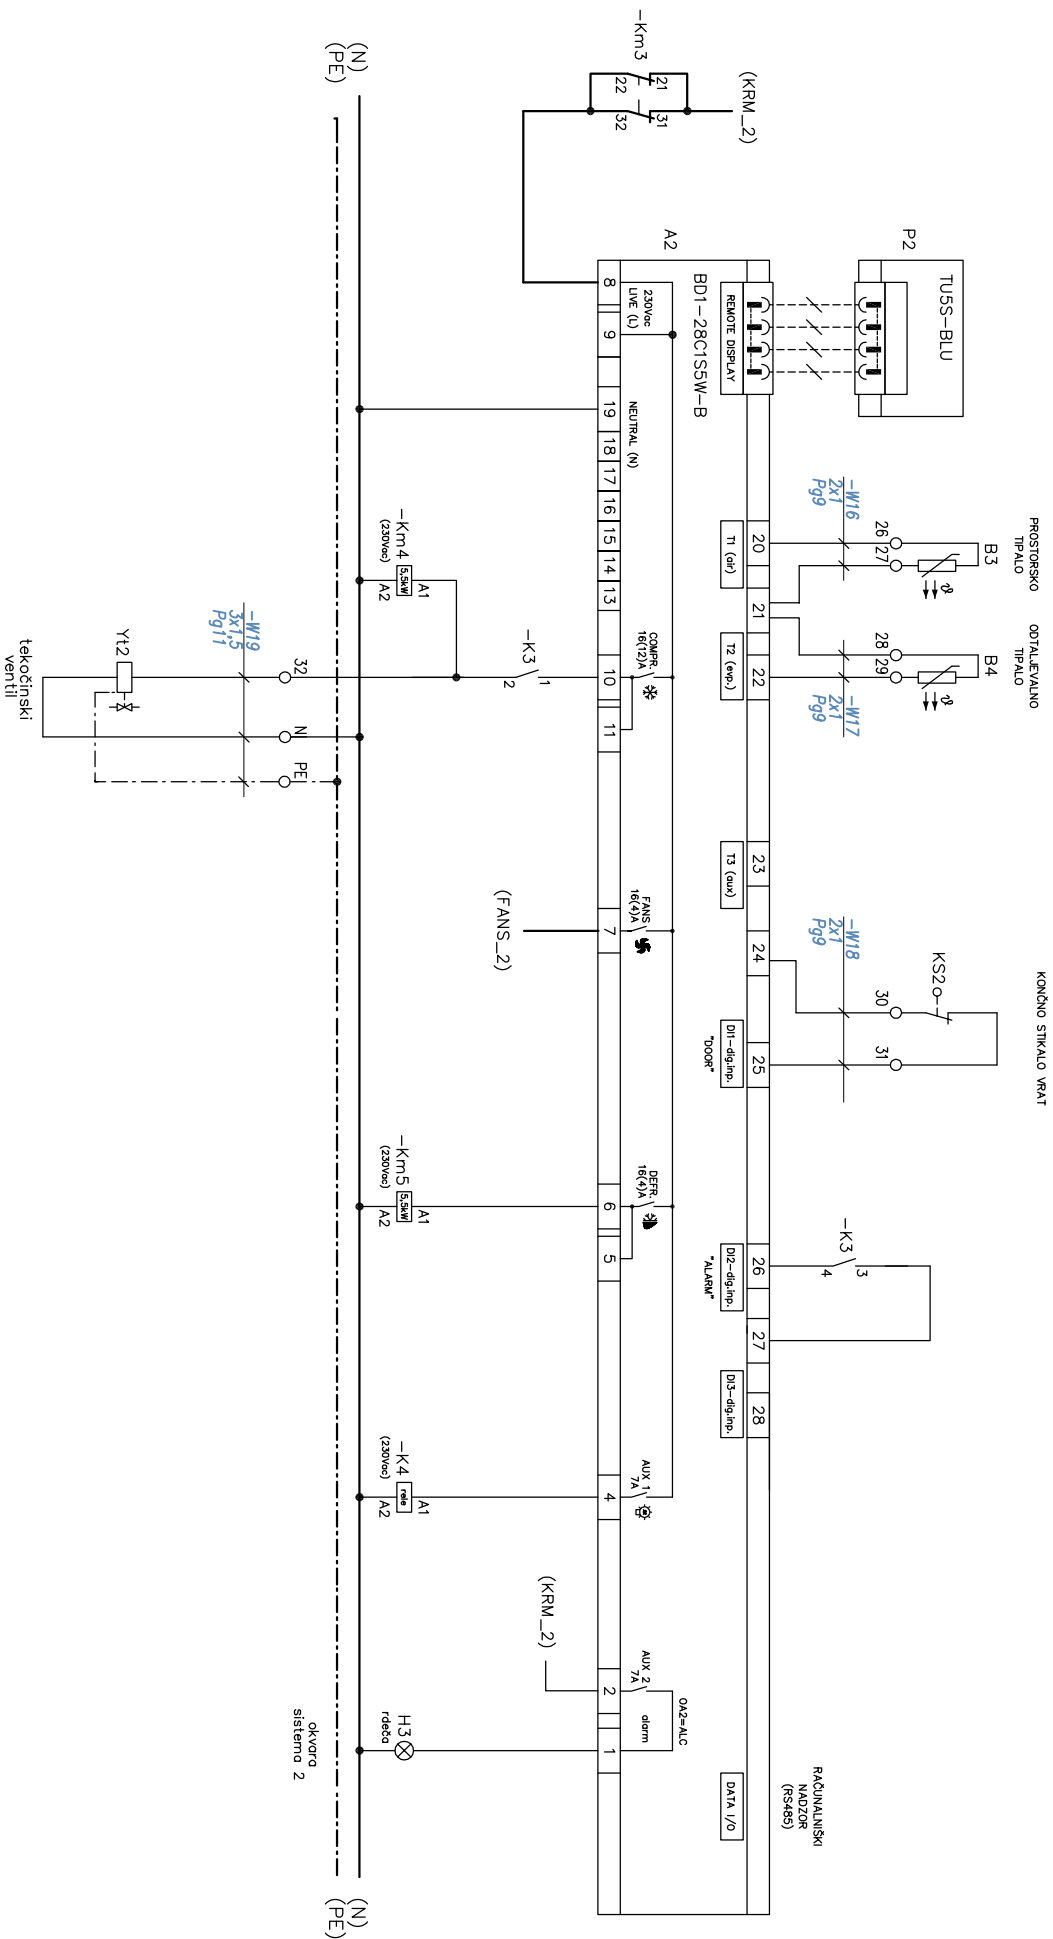 PROSTORSKO
TIPALO
ODTALJEVALNO
TIPALO
KONČNO STIKALO VRAT
RAČUNALNIŠKI
NADZOR
(RS485)
P2
TU5S-BLU
B3
ϑ
B4
ϑ
KS2
(KRM_2)
-Km3
21
22
31
32
26
27
28
29
30
31
-K3
3
4
-W16
2x1
Pg9
-W17
2x1
Pg9
-W18
2x1
Pg9
A2
BD1-28C1S5W-B
20
21
22
23
24
25
26
27
28
REMOTE DISPLAY
T1 (air)
T2 (evp.)
T3 (aux)
DI1-dig.inp.
"DOOR"
DI2-dig.inp.
"ALARM"
DI3-dig.inp.
DATA I/O
230Vac
LIVE (L)
NEUTRAL (N)
COMPR.
16(12)A
FANS
16(4)A
DEFR.
16(4)A
AUX 1
7A
AUX 2
7A
OA2=ALC
alarm
8
9
19
18
17
16
15
14
13
10
11
7
6
5
4
2
1
-K3
1
2
(FANS_2)
(KRM_2)
-Km4
(230Vac)
5,5kW
A1
A2
-Km5
(230Vac)
5,5kW
A1
A2
-K4
(230Vac)
rele
A1
A2
H3
rdeča
(N)
(PE)
(N)
(PE)
okvara
sistema 2
32
N
PE
-W19
3x1,5
Pg11
Yt2
tekočinski
ventil